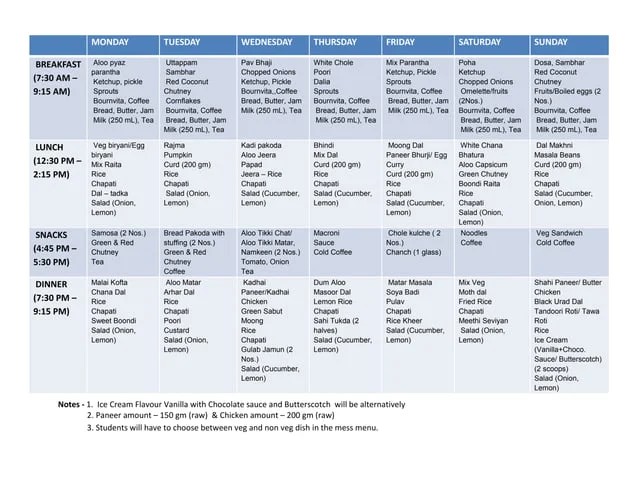 MONDAY TUESDAY WEDNESDAY THURSDAY FRIDAY SATURDAY SUNDAY
BREAKFAST
(7:30 AM –
9:15 AM)
Aloo pyaz
parantha
Ketchup, pickle
Sprouts
Bournvita, Coffee
Bread, Butter, Jam
Milk (250 mL), Tea
Uttappam
Sambhar
Red Coconut
Chutney
Cornflakes
Bournvita, Coffee
Bread, Butter, Jam
Milk (250 mL), Tea
Pav Bhaji
Chopped Onions
Ketchup, Pickle
Bournvita,,Coffee
Bread, Butter, Jam
Milk (250 mL), Tea
White Chole
Poori
Dalia
Sprouts
Bournvita, Coffee
Bread, Butter, Jam
Milk (250 mL), Tea
Mix Parantha
Ketchup, Pickle
Sprouts
Bournvita, Coffee
Bread, Butter, Jam
Milk (250 mL), Tea
Poha
Ketchup
Chopped Onions
Omelette/fruits
(2Nos.)
Bournvita, Coffee
Bread, Butter, Jam
Milk (250 mL), Tea
Dosa, Sambhar
Red Coconut
Chutney
Fruits/Boiled eggs (2
Nos.)
Bournvita, Coffee
Bread, Butter, Jam
Milk (250 mL), Tea
LUNCH
(12:30 PM –
2:15 PM)
Veg biryani/Egg
biryani
Mix Raita
Rice
Chapati
Dal – tadka
Salad (Onion,
Lemon)
Rajma
Pumpkin
Curd (200 gm)
Rice
Chapati
Salad (Onion,
Lemon)
Kadi pakoda
Aloo Jeera
Papad
Jeera – Rice
Chapati
Salad (Cucumber,
Lemon)
Bhindi
Mix Dal
Curd (200 gm)
Rice
Chapati
Salad (Cucumber,
Lemon)
Moong Dal
Paneer Bhurji/ Egg
Curry
Curd (200 gm)
Rice
Chapati
Salad (Cucumber,
Lemon)
White Chana
Bhatura
Aloo Capsicum
Green Chutney
Boondi Raita
Rice
Chapati
Salad (Onion,
Lemon)
Dal Makhni
Masala Beans
Curd (200 gm)
Rice
Chapati
Salad (Cucumber,
Onion, Lemon)
SNACKS
(4:45 PM –
5:30 PM)
Samosa (2 Nos.)
Green & Red
Chutney
Tea
Bread Pakoda with
stuffing (2 Nos.)
Green & Red
Chutney
Coffee
Aloo Tikki Chat/
Aloo Tikki Matar,
Namkeen (2 Nos.)
Tomato, Onion
Tea
Macroni
Sauce
Cold Coffee
Chole kulche ( 2
Nos.)
Chanch (1 glass)
Noodles
Coffee
Veg Sandwich
Cold Coffee
DINNER
(7:30 PM –
9:15 PM)
Malai Kofta
Chana Dal
Rice
Chapati
Sweet Boondi
Salad (Onion,
Lemon)
Aloo Matar
Arhar Dal
Rice
Chapati
Poori
Custard
Salad (Onion,
Lemon)
Kadhai
Paneer/Kadhai
Chicken
Green Sabut
Moong
Rice
Chapati
Gulab Jamun (2
Nos.)
Salad (Cucumber,
Lemon)
Dum Aloo
Masoor Dal
Lemon Rice
Chapati
Sahi Tukda (2
halves)
Salad (Cucumber,
Lemon)
Matar Masala
Soya Badi
Pulav
Chapati
Rice Kheer
Salad (Cucumber,
Lemon)
Mix Veg
Moth dal
Fried Rice
Chapati
Meethi Seviyan
Salad (Onion,
Lemon)
Shahi Paneer/ Butter
Chicken
Black Urad Dal
Tandoori Roti/ Tawa
Roti
Rice
Ice Cream
(Vanilla+Choco.
Sauce/ Butterscotch)
(2 scoops)
Salad (Onion,
Lemon)
Notes - 1. Ice Cream Flavour Vanilla with Chocolate sauce and Butterscotch will be alternatively
2. Paneer amount – 150 gm (raw) & Chicken amount – 200 gm (raw)
3. Students will have to choose between veg and non veg dish in the mess menu.